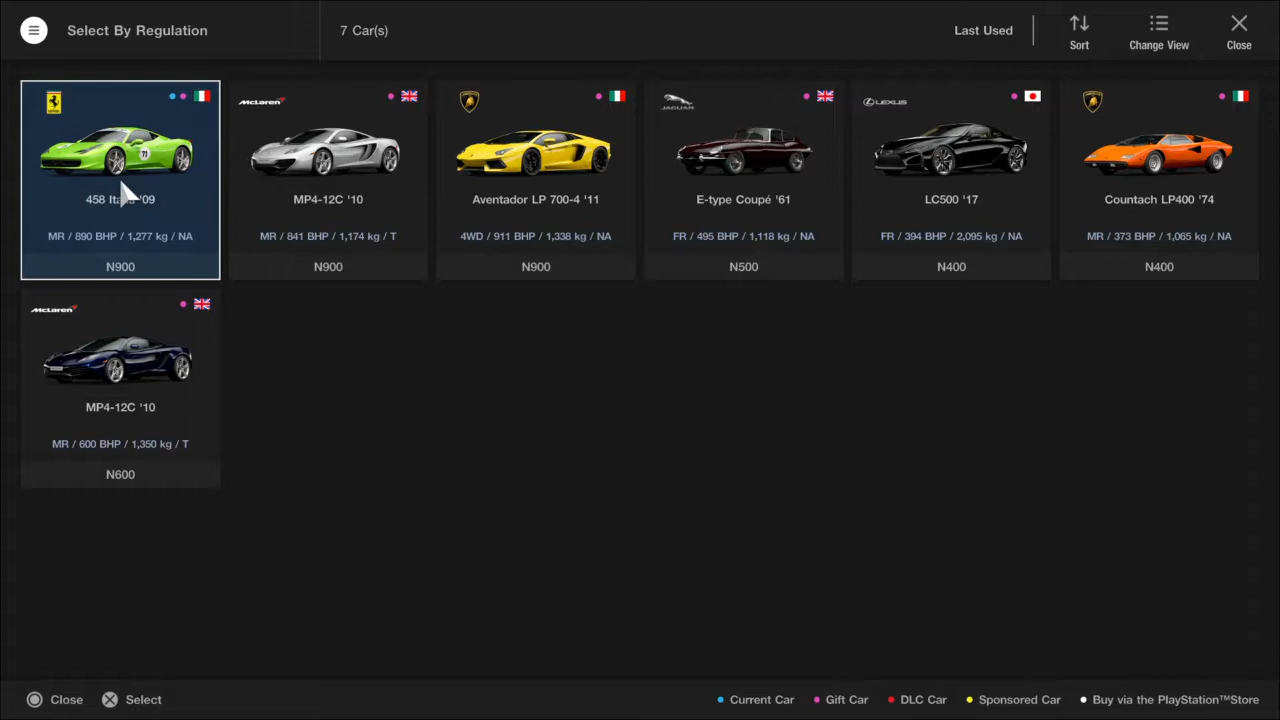 Select By Regulation
7 Car(s)
Last Used
Sort
Change View
Close
71
458 Italia '09
MR / 890 BHP / 1,277 kg / NA
N900
McLaren
MP4-12C '10
MR / 841 BHP / 1,174 kg / T
N900
Aventador LP 700-4 '11
4WD / 911 BHP / 1,338 kg / NA
N900
JAGUAR
E-type Coupé '61
FR / 495 BHP / 1,118 kg / NA
N500
LEXUS
LC500 '17
FR / 394 BHP / 2,095 kg / NA
N400
Countach LP400 '74
MR / 373 BHP / 1,065 kg / NA
N400
McLaren
MP4-12C '10
MR / 600 BHP / 1,350 kg / T
N600
Close
Select
Current Car
Gift Car
DLC Car
Sponsored Car
Buy via the PlayStation™Store